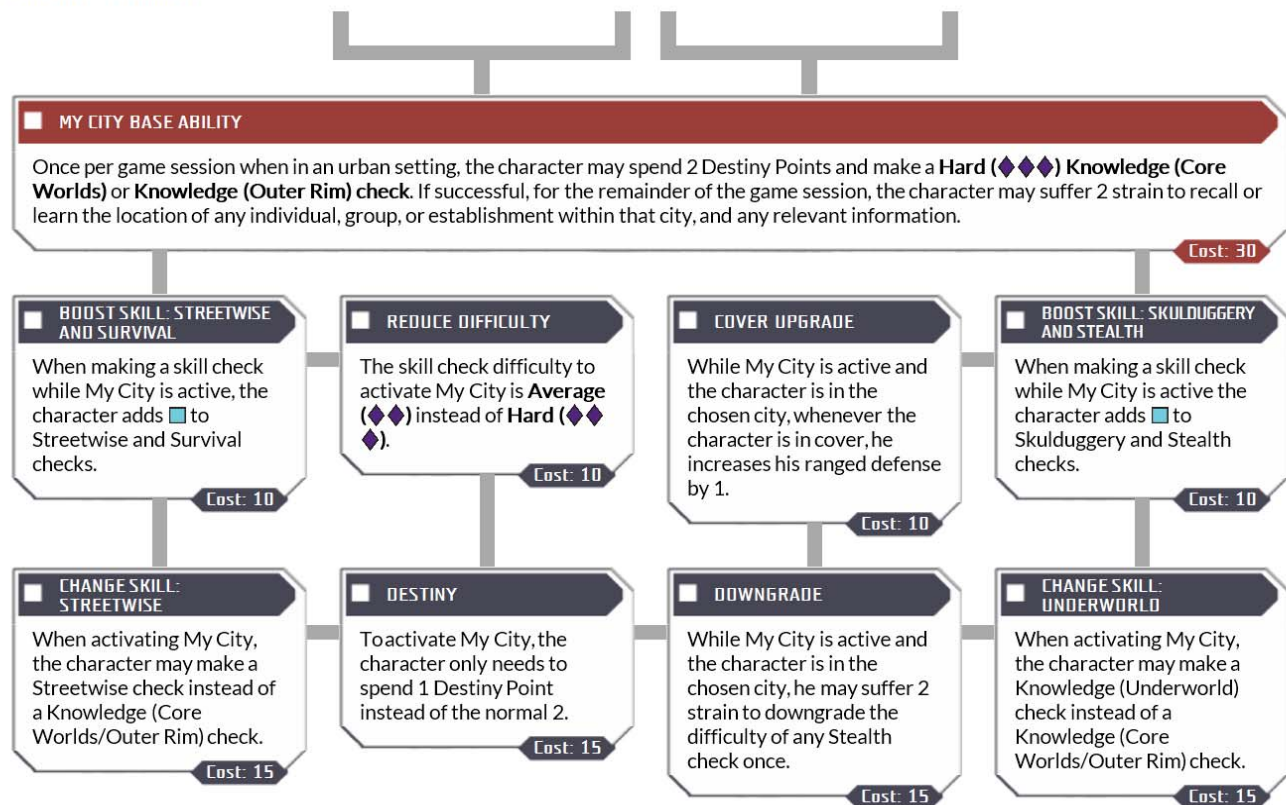 MY CITY BASE ABILITY
Once per game session when in an urban setting, the character may spend 2 Destiny Points and make a Hard (♦♦♦) Knowledge (Core
Worlds) or Knowledge (Outer Rim) check. If successful, for the remainder of the game session, the character may suffer 2 strain to recall or
learn the location of any individual, group, or establishment within that city, and any relevant information.
Cost: 30
BOOST SKILL: STREETWISE
AND SURVIVAL
When making a skill check
while My City is active, the
character adds ■ to
Streetwise and Survival
checks.
Cost: 10
REDUCE DIFFICULTY
The skill check difficulty to
activate My City is Average
(♦♦) instead of Hard (♦♦
♦).
Cost: 10
COVER UPGRADE
While My City is active and
the character is in the
chosen city, whenever the
character is in cover, he
increases his ranged defense
by 1.
Cost: 10
BOOST SKILL: SKULDUGGERY
AND STEALTH
When making a skill check
while My City is active the
character adds ■ to
Skulduggery and Stealth
checks.
Cost: 10
CHANGE SKILL:
STREETWISE
When activating My City,
the character may make a
Streetwise check instead of
a Knowledge (Core
Worlds/Outer Rim) check.
Cost: 15
DESTINY
To activate My City, the
character only needs to
spend 1 Destiny Point
instead of the normal 2.
Cost: 15
DOWNGRADE
While My City is active and
the character is in the
chosen city, he may suffer 2
strain to downgrade the
difficulty of any Stealth
check once.
Cost: 15
CHANGE SKILL:
UNDERWORLD
When activating My City,
the character may make a
Knowledge (Underworld)
check instead of a
Knowledge (Core
Worlds/Outer Rim) check.
Cost: 15